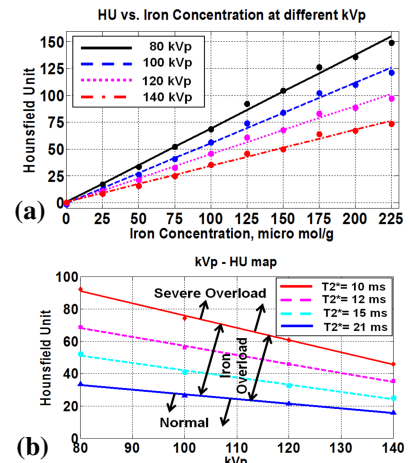 HU vs. Iron Concentration at different kVp
Hounsfield Unit
150
125
100
75
50
25
0
80 kVp
100 kVp
120 kVp
140 kVp
0 25 50 75 100 125 150 175 200 225
Iron Concentration, micro mol/g
(a)
kVp - HU map
Hounsfield Unit
100
80
60
40
20
0
T2*= 10 ms
T2*= 12 ms
T2*= 15 ms
T2*= 21 ms
Severe Overload
Iron
Overload
Normal
80 100 120 140
kVp
(b)